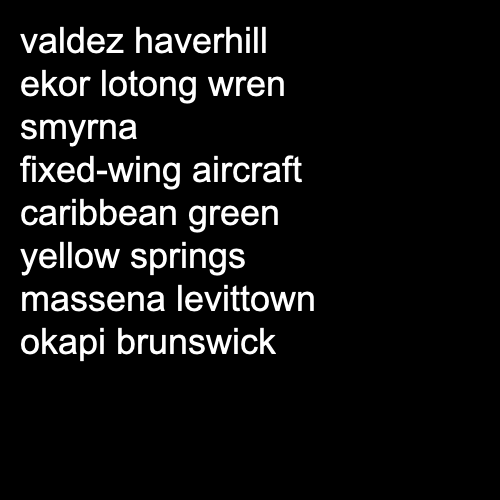 valdez haverhill
ekor lotong wren
smyrna
fixed-wing aircraft
caribbean green
yellow springs
massena levittown
okapi brunswick